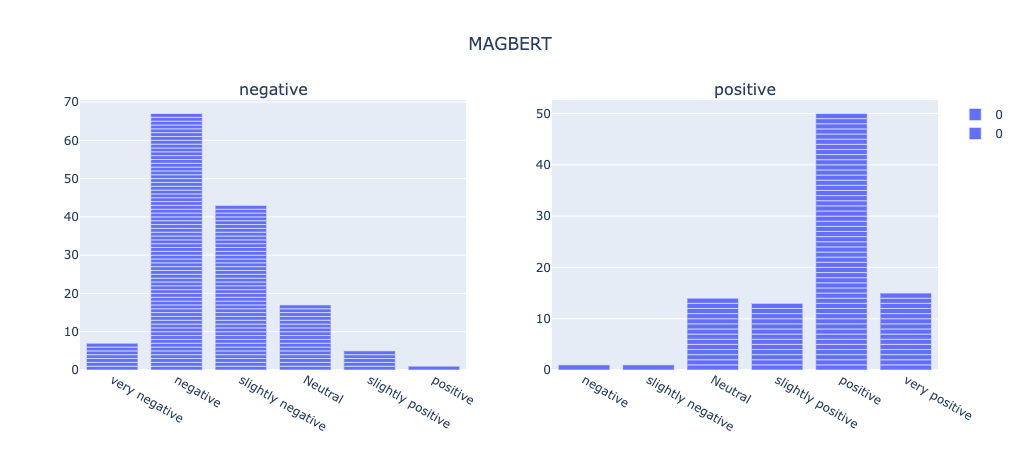 MAGBERT
negative
positive
70
60
50
40
30
20
10
0
very negative
negative
slightly negative
Neutral
slightly positive
positive
50
40
30
20
10
0
negative
slightly negative
Neutral
slightly positive
positive
very positive
0
0